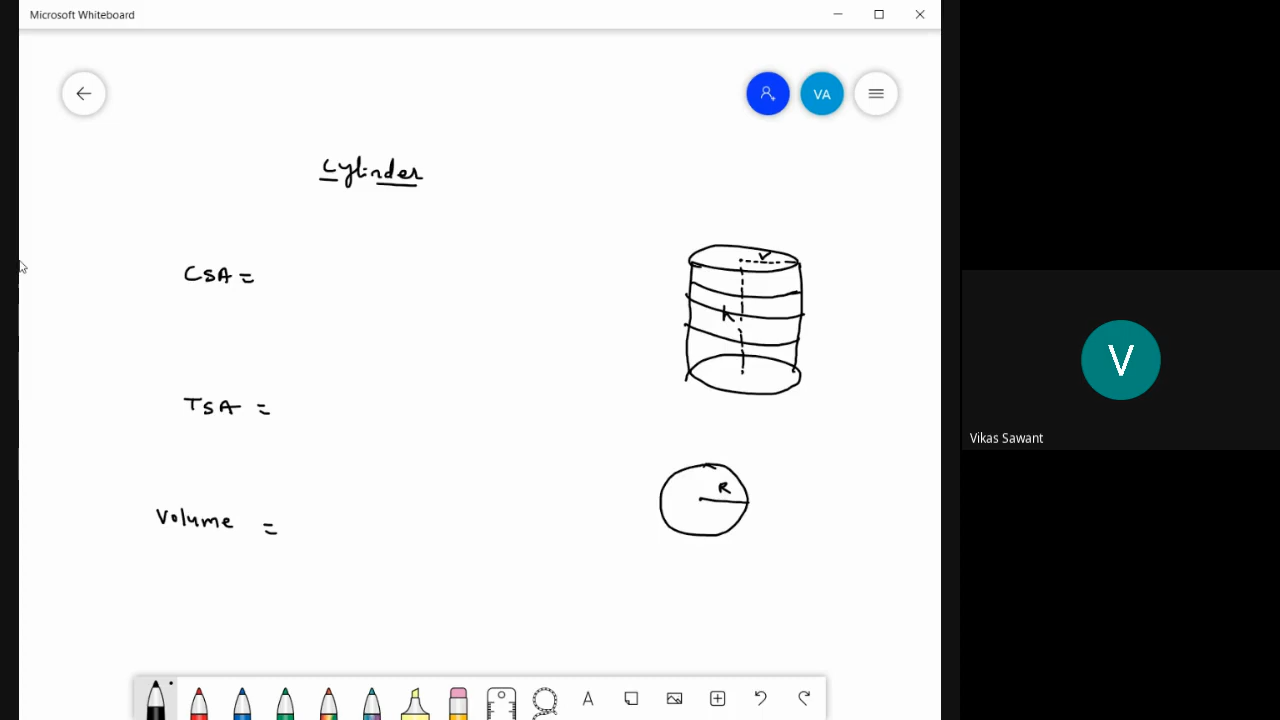 Microsoft Whiteboard
VA
Cylinder
CSA =
r
h
TSA =
R
Volume =
V
Vikas Sawant
A